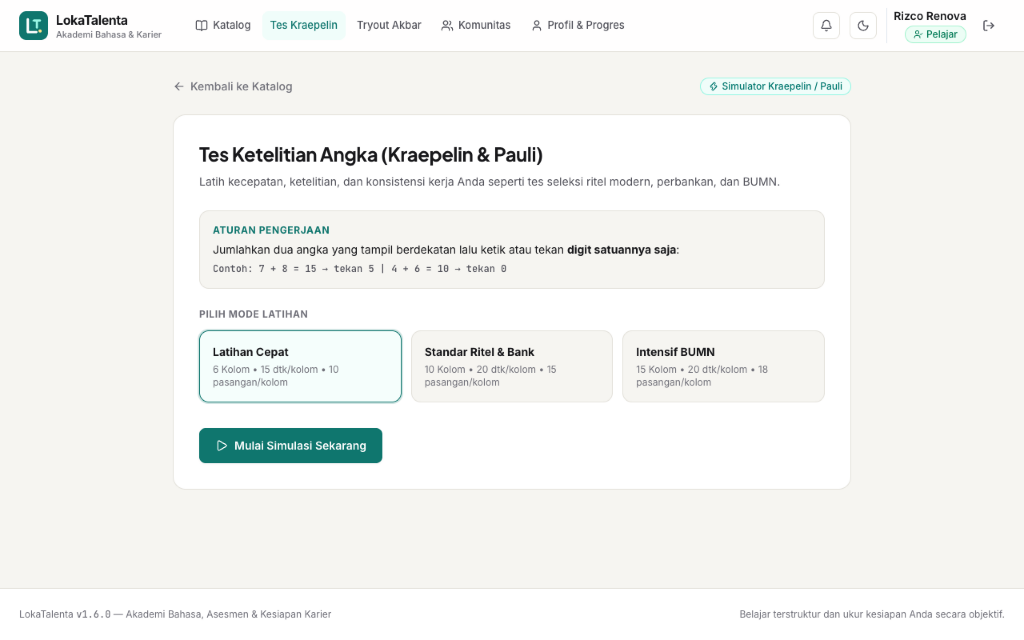 LokaTalenta
Akademi Bahasa & Karier
Katalog
Tes Kraepelin
Tryout Akbar
Komunitas
Profil & Progres
Rizco Renova
Pelajar
Kembali ke Katalog
Simulator Kraepelin / Pauli
Tes Ketelitian Angka (Kraepelin & Pauli)
Latih kecepatan, ketelitian, dan konsistensi kerja Anda seperti tes seleksi ritel modern, perbankan, dan BUMN.
ATURAN PENGERJAAN
Jumlahkan dua angka yang tampil berdekatan lalu ketik atau tekan digit satuannya saja:
Contoh: 7 + 8 = 15 → tekan 5 | 4 + 6 = 10 → tekan 0
PILIH MODE LATIHAN
Latihan Cepat
6 Kolom • 15 dtk/kolom • 10
pasangan/kolom
Standar Ritel & Bank
10 Kolom • 20 dtk/kolom • 15
pasangan/kolom
Intensif BUMN
15 Kolom • 20 dtk/kolom • 18
pasangan/kolom
Mulai Simulasi Sekarang
LokaTalenta v1.6.0 — Akademi Bahasa, Asesmen & Kesiapan Karier
Belajar terstruktur dan ukur kesiapan Anda secara objektif.